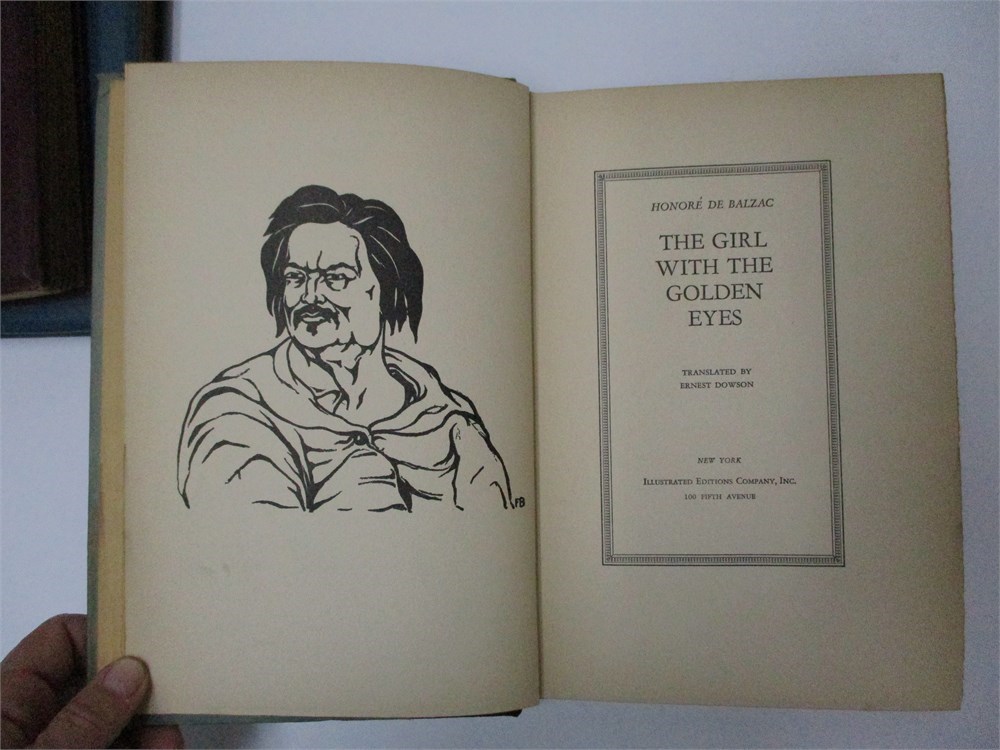 HONORÉ DE BALZAC
THE GIRL
WITH THE
GOLDEN
EYES
TRANSLATED BY
ERNEST DOWSON
NEW YORK
ILLUSTRATED EDITIONS COMPANY, INC.
100 FIFTH AVENUE